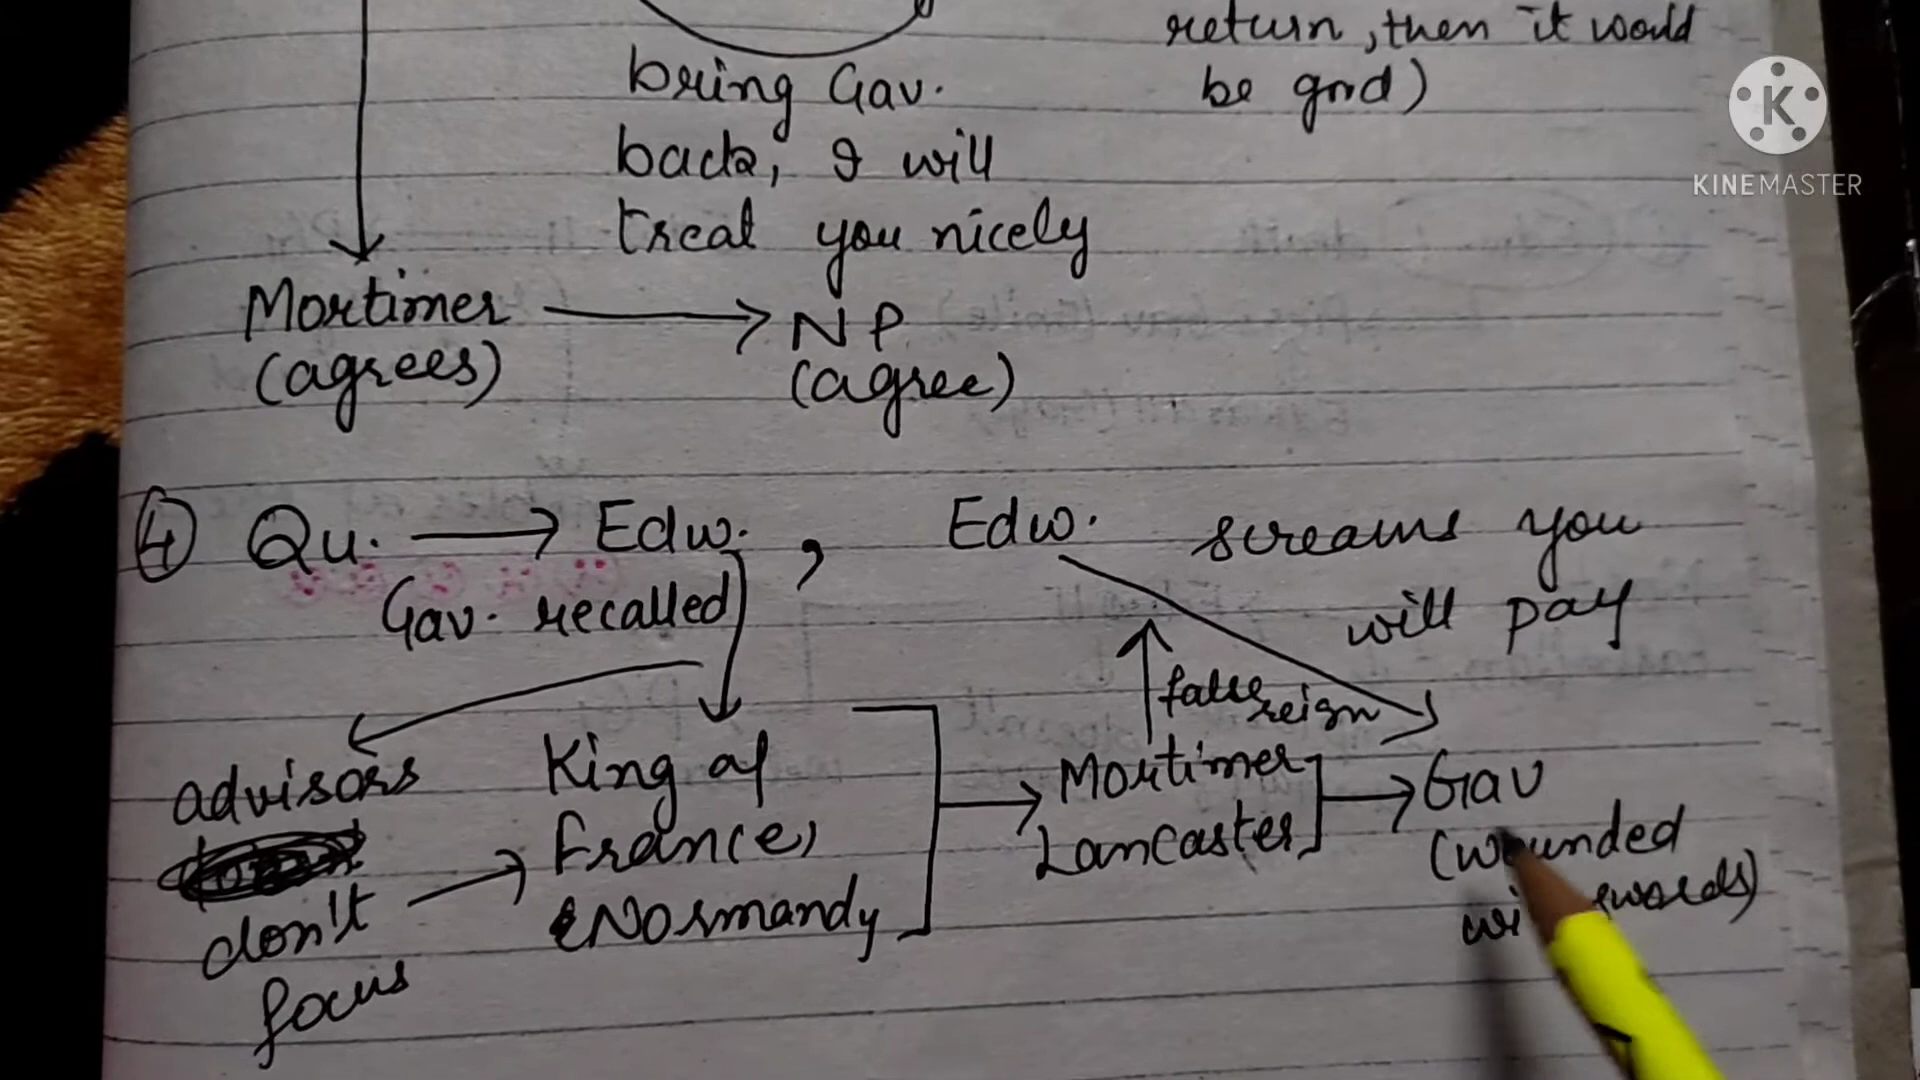 return, then it would
be good)
bring Gav.
back, I will
treat you nicely
Mortimer → NP
(agrees) (agree)
④ Qu. → Edw. , Edw. screams you
will pay
Gav. recalled
false reign
advisors
don't
focus
King of
France,
& Normandy
Mortimer
Lancaster
Gav
(wounded
swords)
KINEMASTER